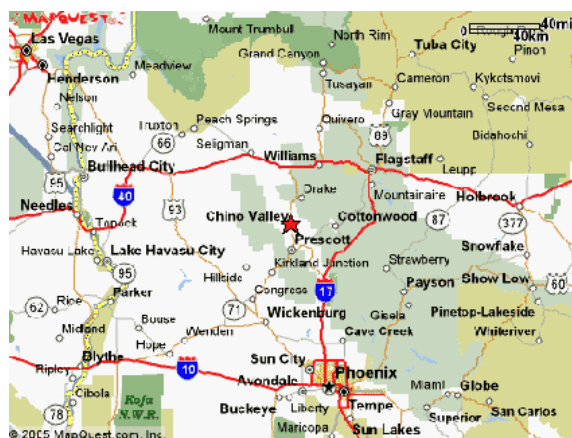 MAPQUEST
Rough Rock
40mi
40km
Las Vegas
Mount Trumbull
North Rim
Tuba City
Pinon
Grand Canyon
Henderson
Meadview
Tusayan
Cameron
Kykotsmovi
Nelson
Gray Mountain
Second Mesa
Searchlight
Truxton
Peach Springs
Quivero
89
Bidahochi
Cal Nev Ari
66
Seligman
Bullhead City
Williams
Flagstaff
Leupp
95
40
Drake
Mountainaire
Holbrook
Needles
93
Chino Valley
Cottonwood
87
377
Topock
Prescott
Snowflake
Havasu Lake
Lake Havasu City
Kirkland Junction
Strawberry
95
Hillside
17
Payson
Show Low
60
Parker
Congress
62
Rice
71
Gisela
Pinetop-Lakeside
Bouse
Wickenburg
Midland
Wenden
Cave Creek
Whiteriver
Hope
Blythe
Sun City
Ripley
10
Phoenix
Avondale
Miami
Globe
Cibola
Kofa
N.W.R.
Buckeye
Liberty
Tempe
San Carlos
78
Superior
Maricopa
Sun Lakes
© 2005 MapQuest.com, Inc.